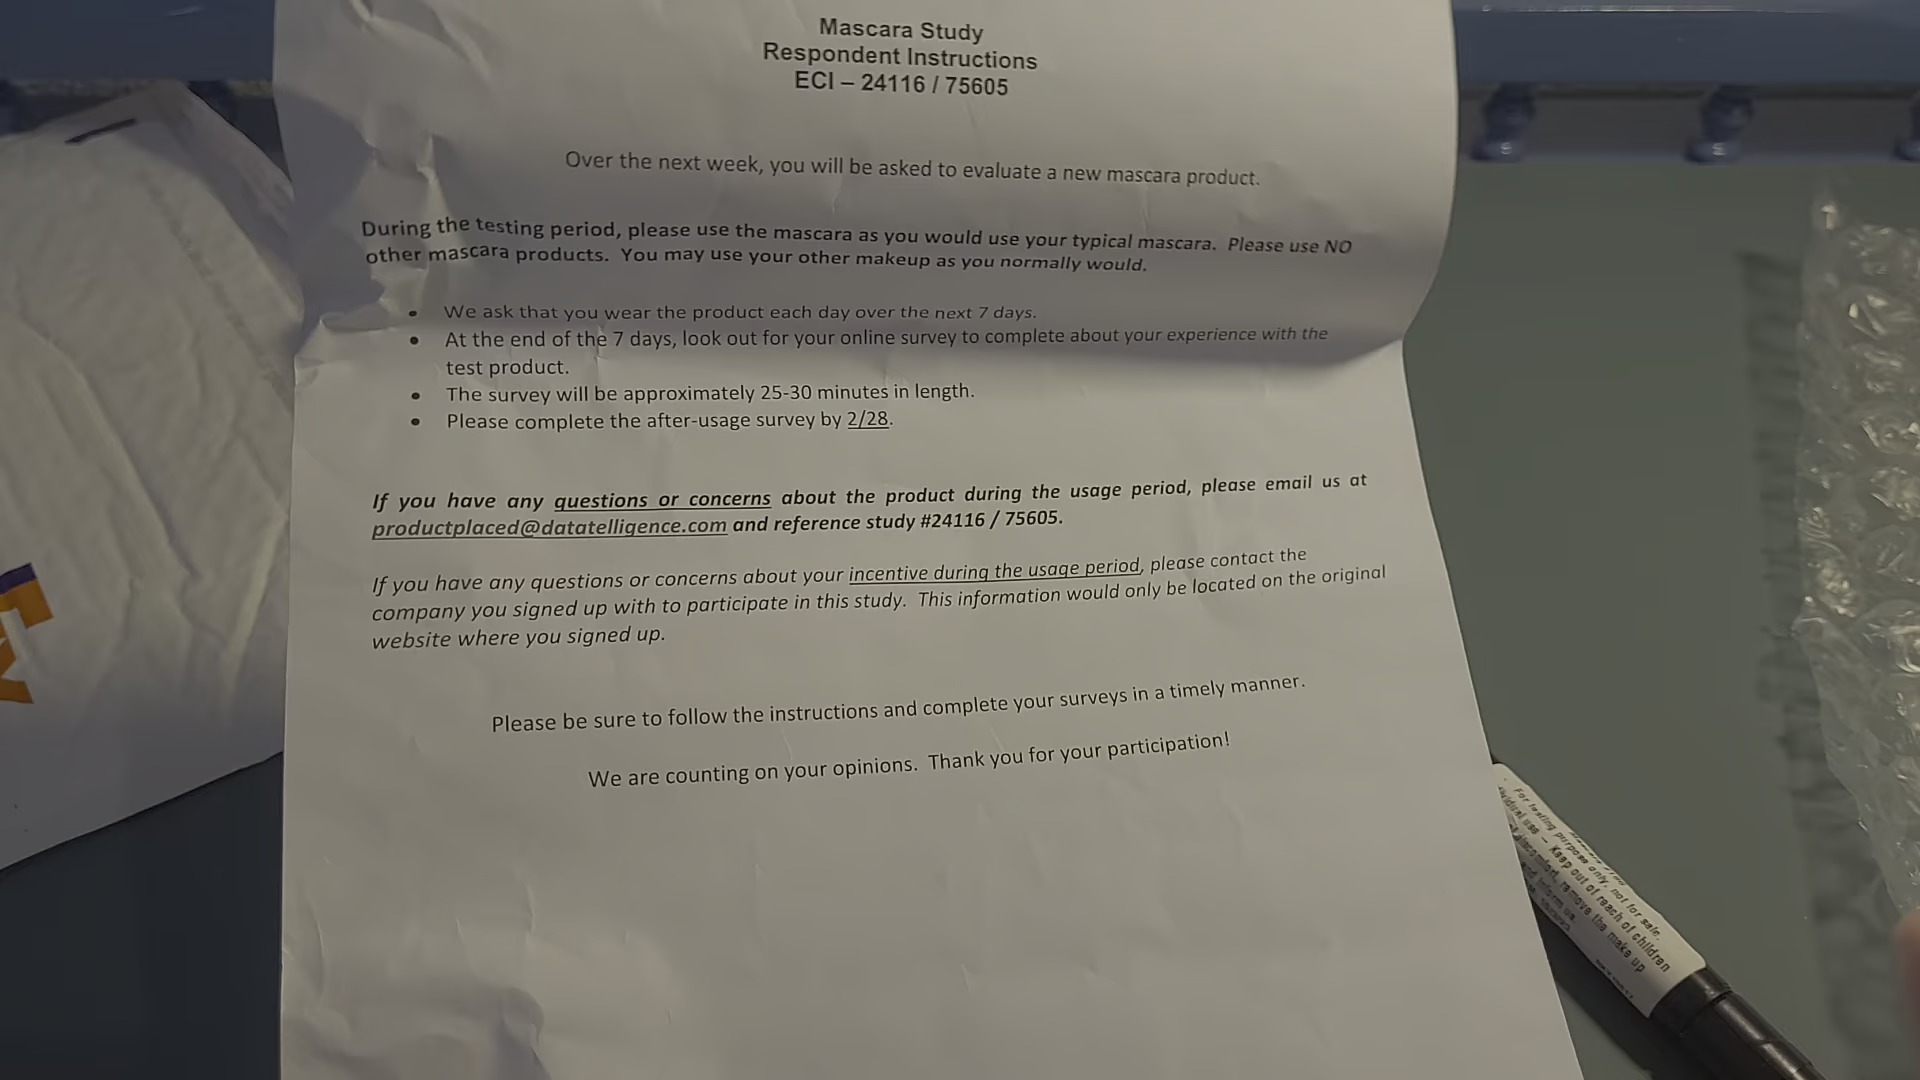 Mascara Study
Respondent Instructions
ECI – 24116 / 75605
Over the next week, you will be asked to evaluate a new mascara product.
During the testing period, please use the mascara as you would use your typical mascara. Please use NO
other mascara products. You may use your other makeup as you normally would.
• We ask that you wear the product each day over the next 7 days.
• At the end of the 7 days, look out for your online survey to complete about your experience with the
test product.
• The survey will be approximately 25-30 minutes in length.
• Please complete the after-usage survey by 2/28.
If you have any questions or concerns about the product during the usage period, please email us at
productplaced@datatelligence.com and reference study #24116 / 75605.
If you have any questions or concerns about your incentive during the usage period, please contact the
company you signed up with to participate in this study. This information would only be located on the original
website where you signed up.
Please be sure to follow the instructions and complete your surveys in a timely manner.
We are counting on your opinions. Thank you for your participation!
For testing purpose only, not for sale.
use – Keep out of reach of children
remove the make up